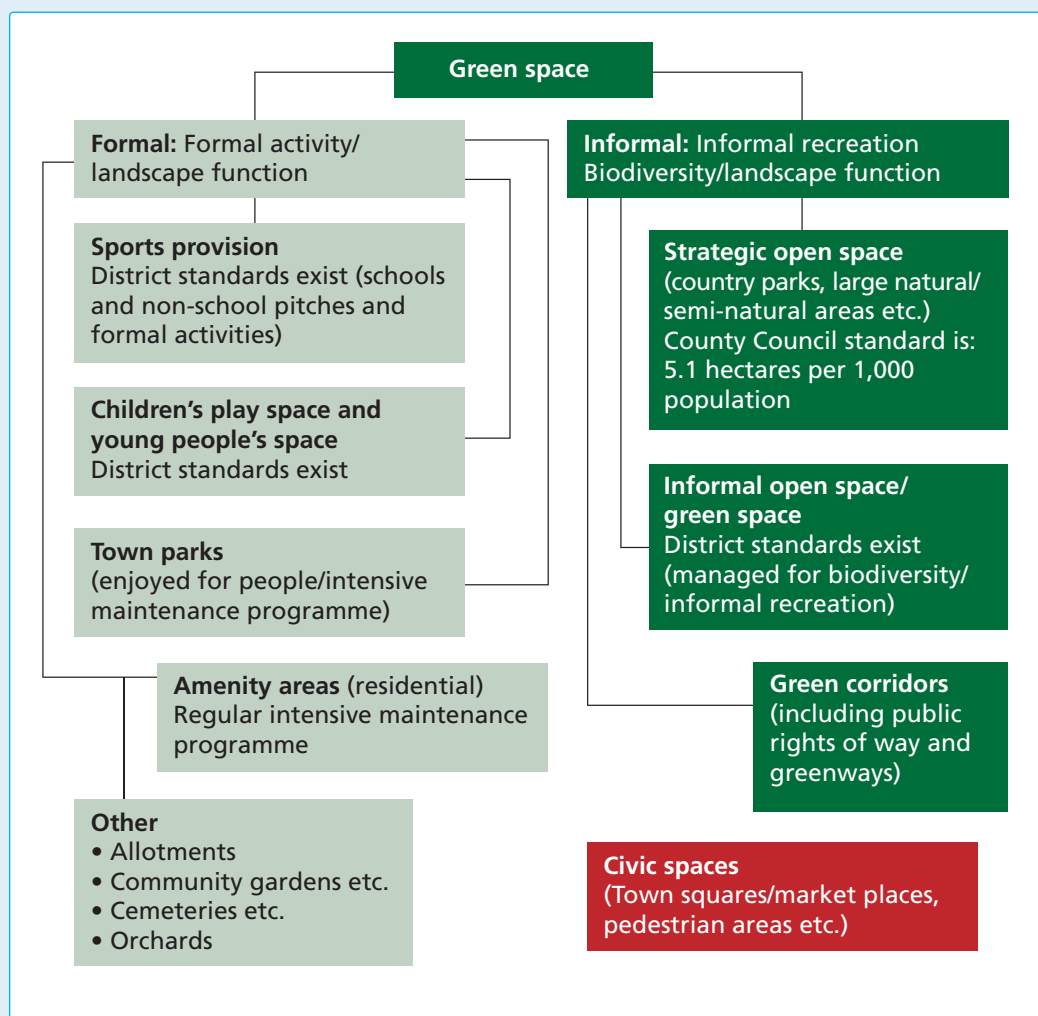 Green space
Formal: Formal activity/
landscape function
Sports provision
District standards exist (schools
and non-school pitches and
formal activities)
Children’s play space and
young people’s space
District standards exist
Town parks
(enjoyed for people/intensive
maintenance programme)
Amenity areas (residential)
Regular intensive maintenance
programme
Other
• Allotments
• Community gardens etc.
• Cemeteries etc.
• Orchards
Informal: Informal recreation
Biodiversity/landscape function
Strategic open space
(country parks, large natural/
semi-natural areas etc.)
County Council standard is:
5.1 hectares per 1,000
population
Informal open space/
green space
District standards exist
(managed for biodiversity/
informal recreation)
Green corridors
(including public
rights of way and
greenways)
Civic spaces
(Town squares/market places,
pedestrian areas etc.)